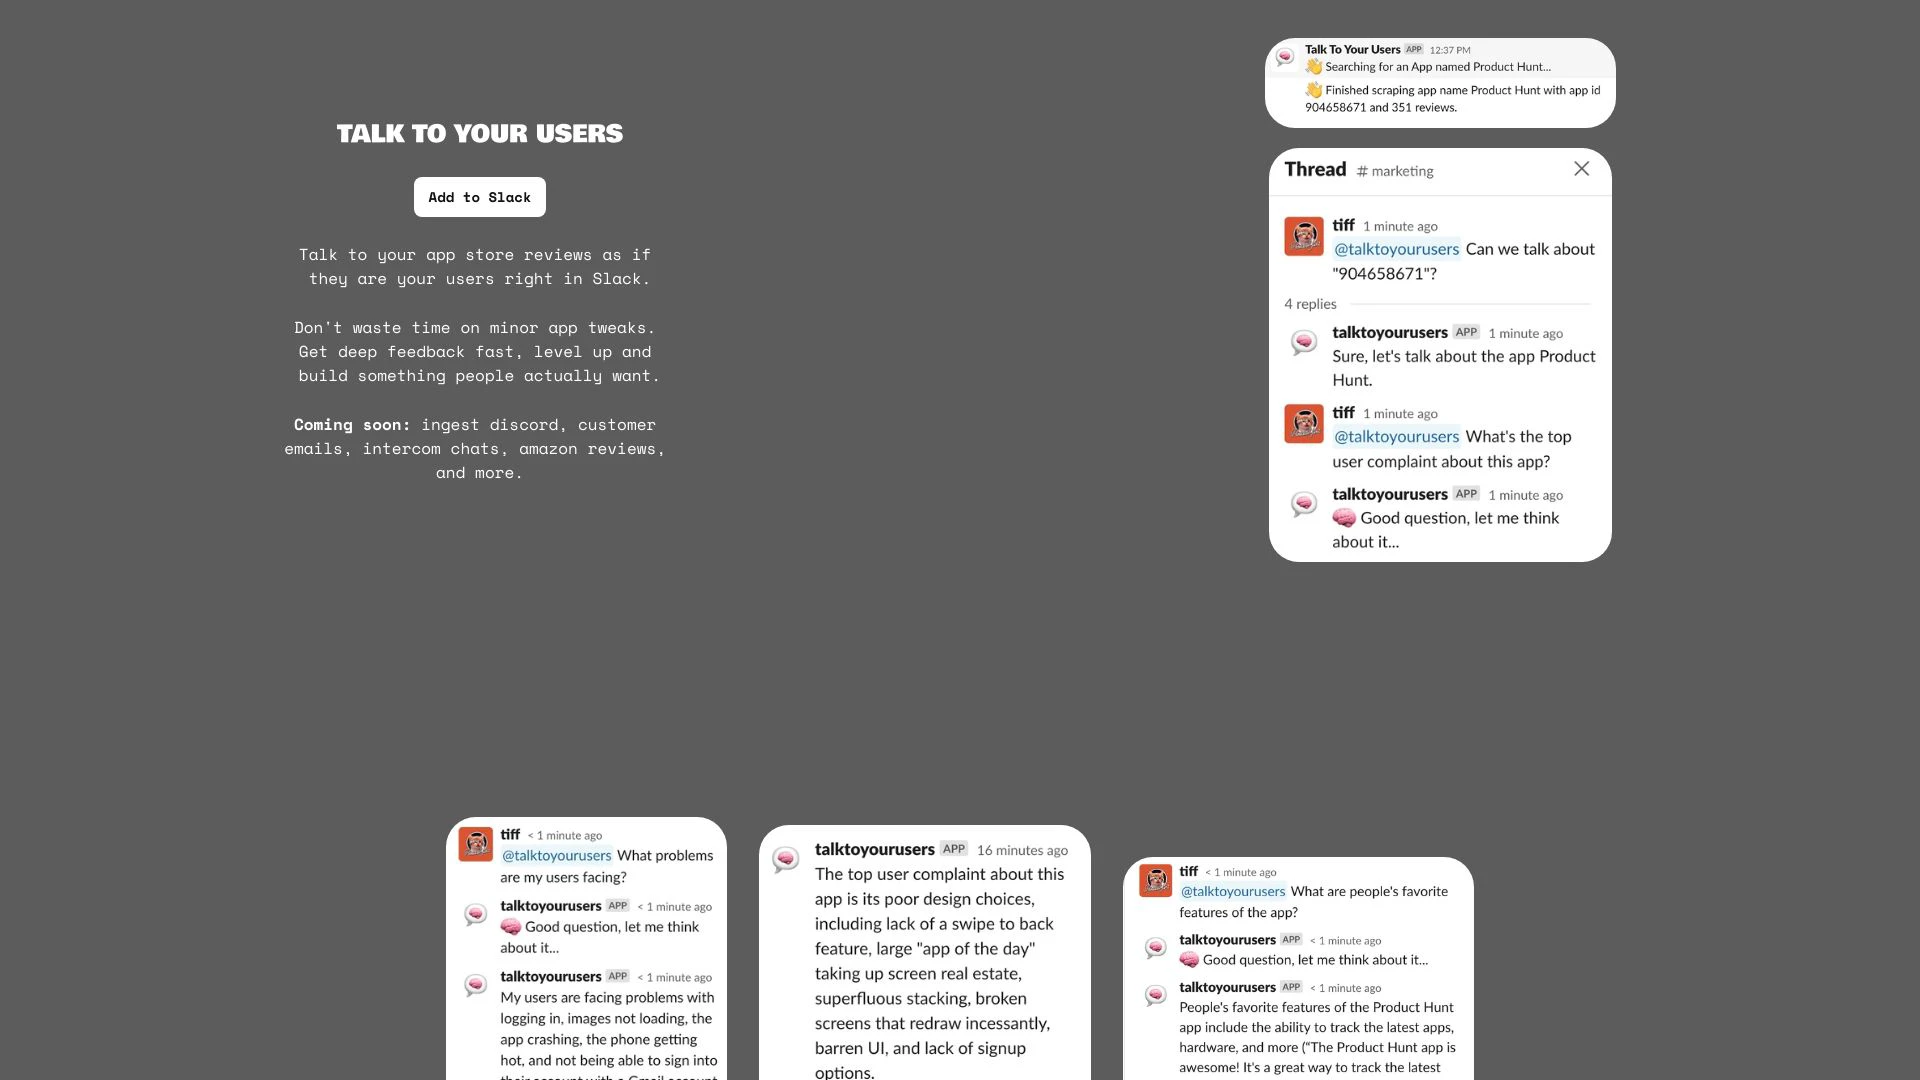 TALK TO YOUR USERS
Add to Slack
Talk to your app store reviews as if
they are your users right in Slack.
Don't waste time on minor app tweaks.
Get deep feedback fast, level up and
build something people actually want.
Coming soon: ingest discord, customer
emails, intercom chats, amazon reviews,
and more.
Talk To Your Users APP 12:37 PM
👋 Searching for an App named Product Hunt...
👋 Finished scraping app name Product Hunt with app id
904658671 and 351 reviews.
Thread # marketing
tiff 1 minute ago
@talktoyourusers Can we talk about
"904658671"?
4 replies
talktoyourusers APP 1 minute ago
Sure, let's talk about the app Product
Hunt.
tiff 1 minute ago
@talktoyourusers What's the top
user complaint about this app?
talktoyourusers APP 1 minute ago
🧠 Good question, let me think
about it...
tiff < 1 minute ago
@talktoyourusers What problems
are my users facing?
talktoyourusers APP < 1 minute ago
🧠 Good question, let me think
about it...
talktoyourusers APP < 1 minute ago
My users are facing problems with
logging in, images not loading, the
app crashing, the phone getting
hot, and not being able to sign into
their account with a Gmail account
talktoyourusers APP 16 minutes ago
The top user complaint about this
app is its poor design choices,
including lack of a swipe to back
feature, large "app of the day"
taking up screen real estate,
superfluous stacking, broken
screens that redraw incessantly,
barren UI, and lack of signup
options.
tiff < 1 minute ago
@talktoyourusers What are people's favorite
features of the app?
talktoyourusers APP < 1 minute ago
🧠 Good question, let me think about it...
talktoyourusers APP < 1 minute ago
People's favorite features of the Product Hunt
app include the ability to track the latest apps,
hardware, and more (“The Product Hunt app is
awesome! It's a great way to track the latest